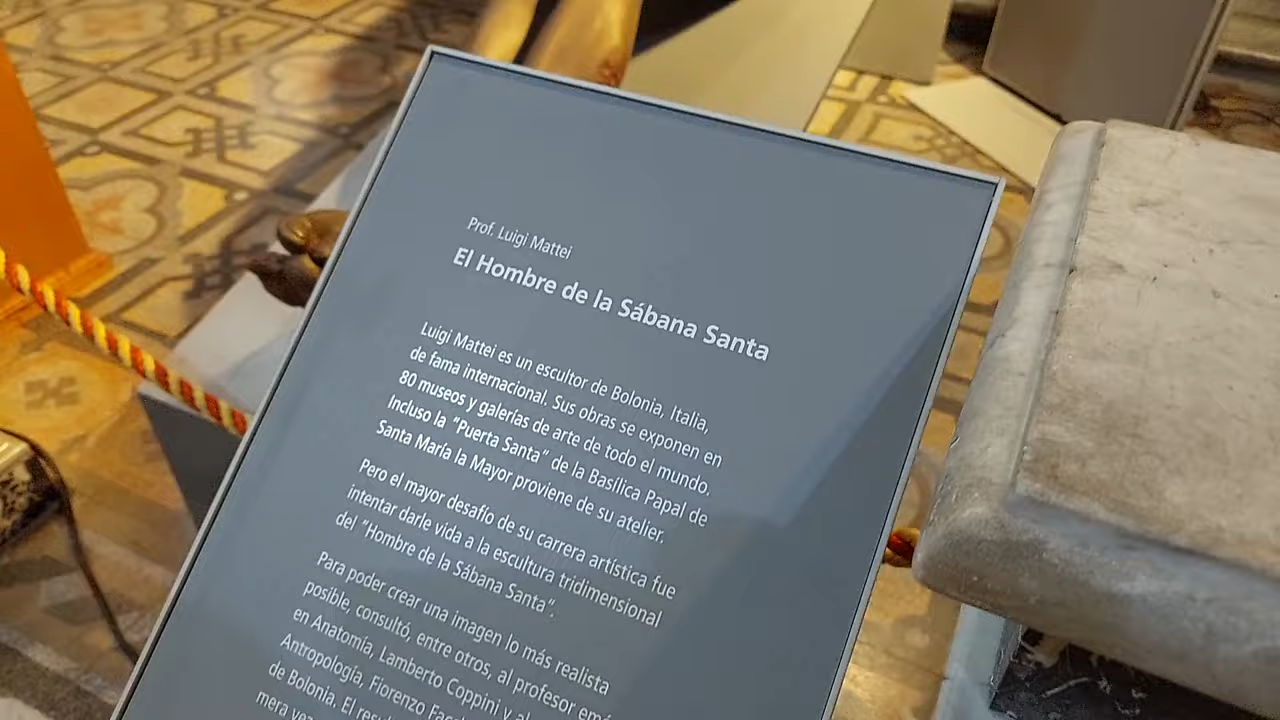 Prof. Luigi Mattei
El Hombre de la Sábana Santa
Luigi Mattei es un escultor de Bolonia, Italia,
de fama internacional. Sus obras se exponen en
80 museos y galerías de arte de todo el mundo.
Incluso la "Puerta Santa" de la Basílica Papal de
Santa María la Mayor proviene de su atelier.
Pero el mayor desafío de su carrera artística fue
intentar darle vida a la escultura tridimensional
del "Hombre de la Sábana Santa".
Para poder crear una imagen lo más realista
posible, consultó, entre otros, al profesor
en Anatomía, Lamberto Coppini y al
Antropología, Fiorenzo
de Bolonia. El
mera